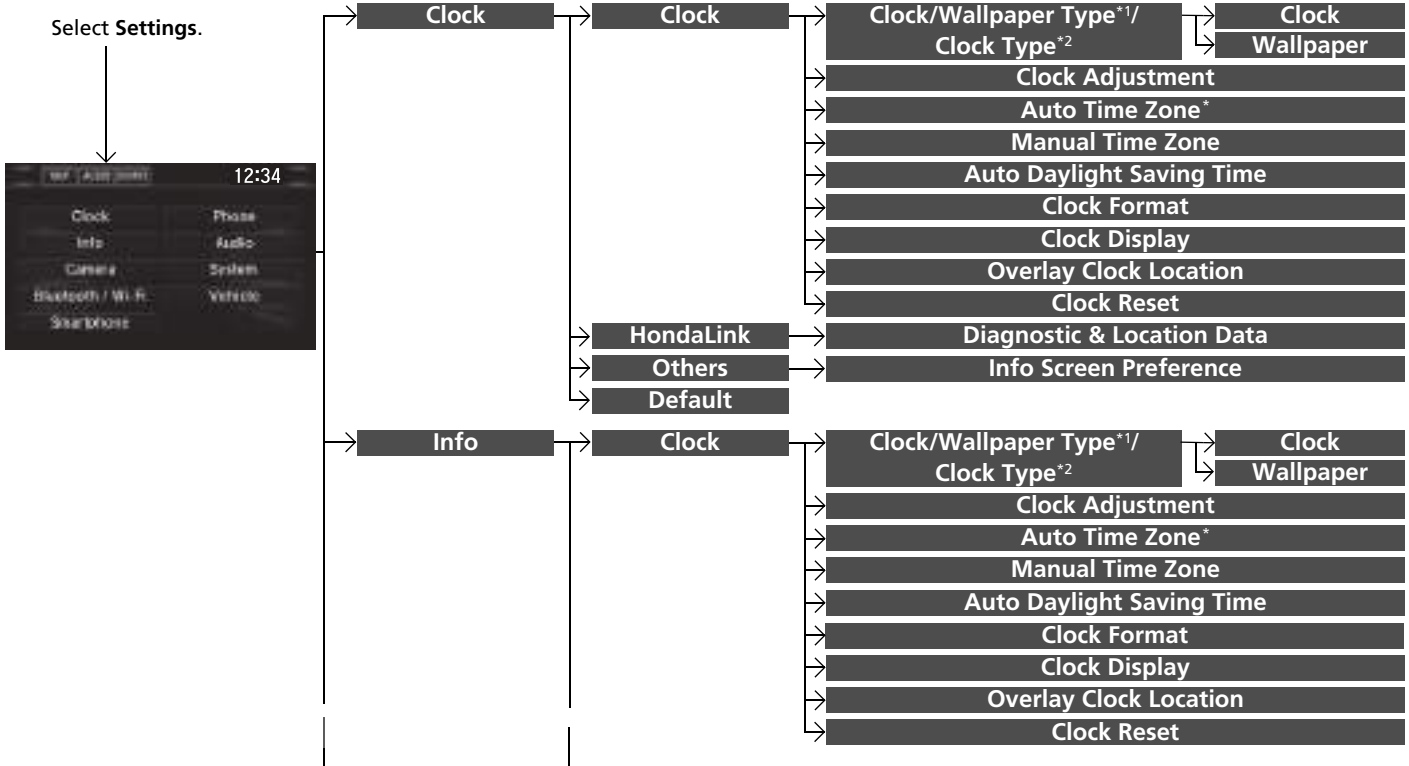 Select Settings.
12:34
Clock
Phone
Info
Audio
Camera
System
Bluetooth / Wi-Fi
Vehicle
Smartphone
Clock
Clock
Clock/Wallpaper Type*1/
Clock Type*2
Clock
Wallpaper
Clock Adjustment
Auto Time Zone*
Manual Time Zone
Auto Daylight Saving Time
Clock Format
Clock Display
Overlay Clock Location
Clock Reset
HondaLink
Diagnostic & Location Data
Others
Info Screen Preference
Default
Info
Clock
Clock/Wallpaper Type*1/
Clock Type*2
Clock
Wallpaper
Clock Adjustment
Auto Time Zone*
Manual Time Zone
Auto Daylight Saving Time
Clock Format
Clock Display
Overlay Clock Location
Clock Reset